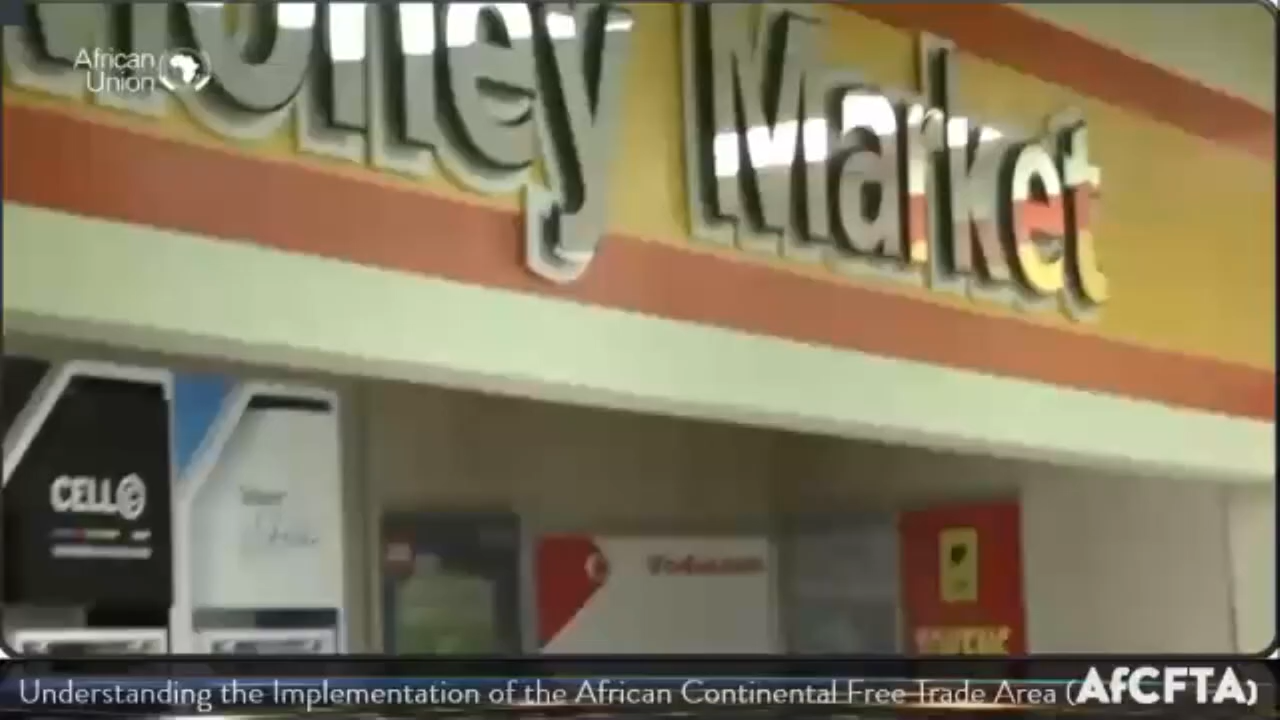 African
Union
Market
CELL C
Vodacom
Understanding the Implementation of the African Continental Free Trade Area (AfCFTA)